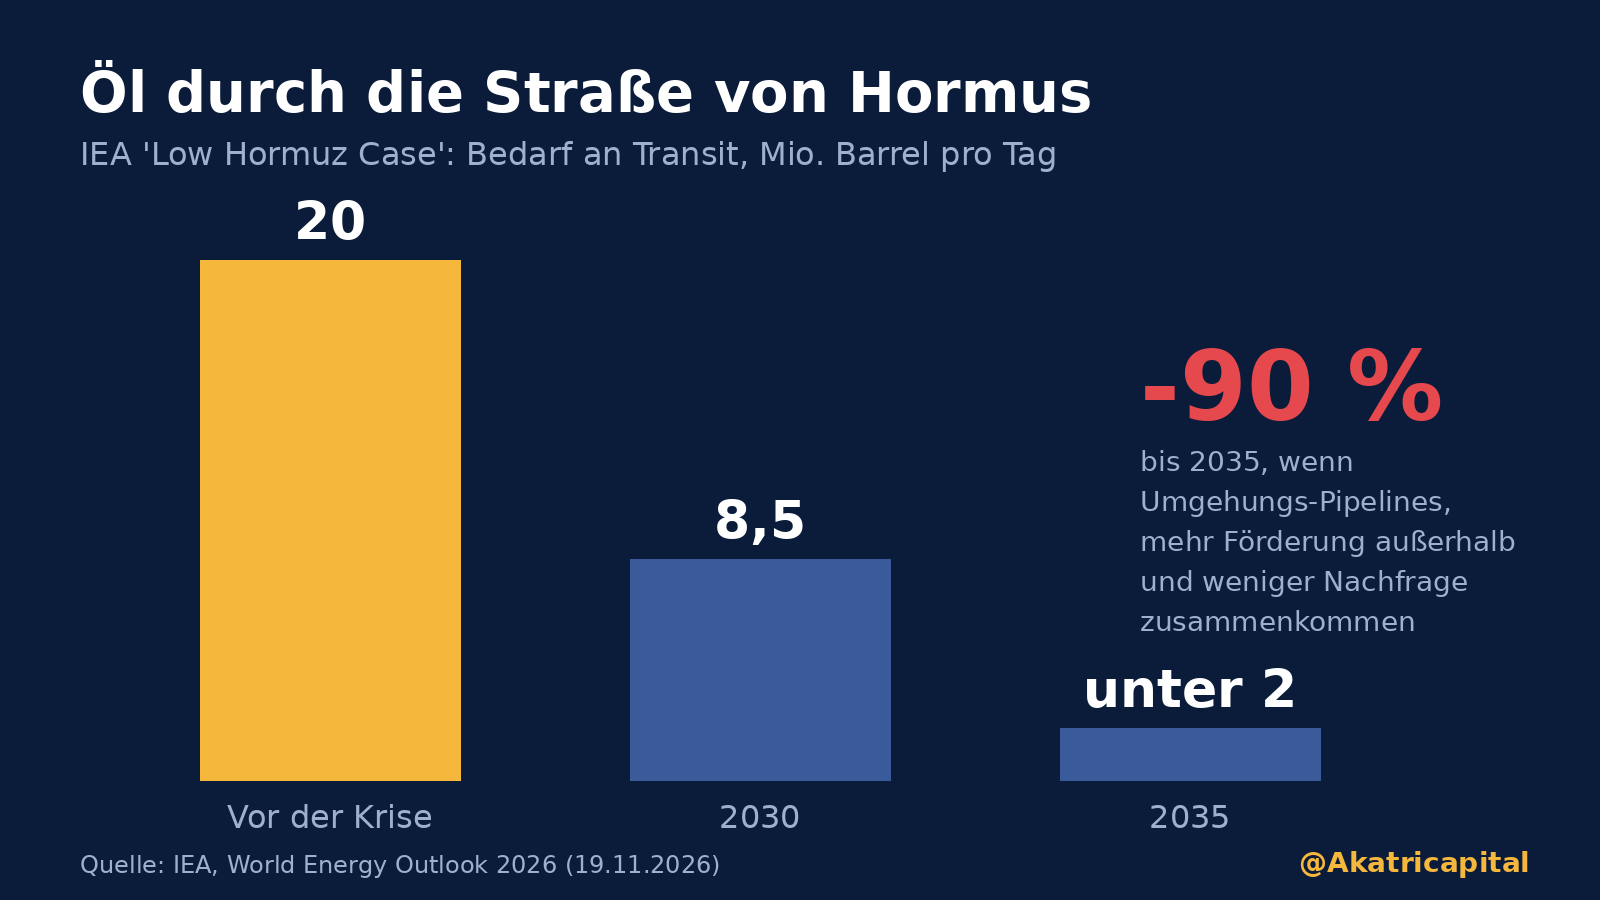 Öl durch die Straße von Hormus
IEA 'Low Hormuz Case': Bedarf an Transit, Mio. Barrel pro Tag
20
8,5
-90 %
bis 2035, wenn
Umgehungs-Pipelines,
mehr Förderung außerhalb
und weniger Nachfrage
zusammenkommen
unter 2
Vor der Krise
2030
2035
Quelle: IEA, World Energy Outlook 2026 (19.11.2026)
@Akatricapital